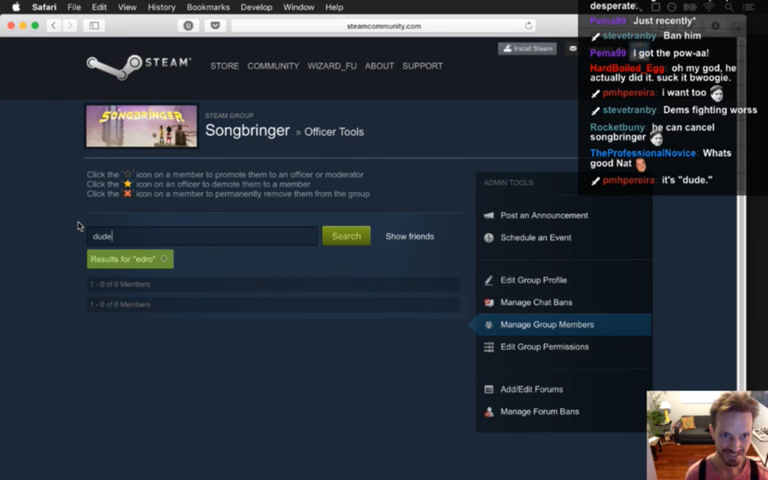 Safari File Edit View History Bookmarks Develop Window Help
steamcommunity.com
Install Steam
STEAM
STORE COMMUNITY WIZARD_FU ABOUT SUPPORT
SONGBRINGER
STEAM GROUP
Songbringer » Officer Tools
Click the ☆ icon on a member to promote them to an officer or moderator
Click the ★ icon on an officer to demote them to a member
Click the ✖ icon on a member to permanently remove them from the group
dude
Search
Show friends
Results for "edro"
1 - 0 of 0 Members
1 - 0 of 0 Members
ADMIN TOOLS
Post an Announcement
Schedule an Event
Edit Group Profile
Manage Chat Bans
Manage Group Members
Edit Group Permissions
Add/Edit Forums
Manage Forum Bans
desperate.
Pema99: Just recently*
stevetranby: Ban him
Pema99: I got the pow-aa!
HardBoiled_Egg: oh my god, he
actually did it. suck it bwoogie.
pmhpereira: i want too
stevetranby: Dems fighting worss
Rocketbuny: he can cancel
songbringer
TheProfessionalNovice: Whats
good Nat
pmhpereira: it's "dude."